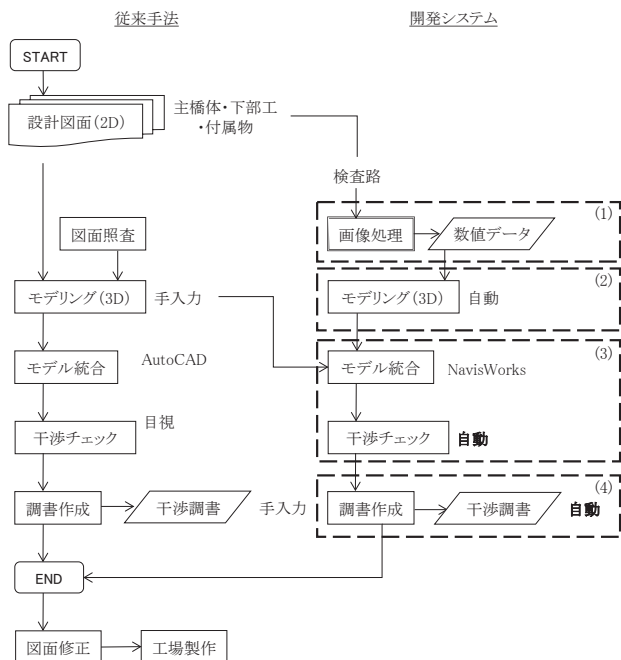 従来手法
開発システム
START
設計図面(2D)
主橋体・下部工
・付属物
検査路
(1)
図面照査
画像処理
数値データ
(2)
モデリング(3D)
手入力
モデリング(3D)
自動
(3)
モデル統合
AutoCAD
モデル統合
NavisWorks
目視
干渉チェック
干渉チェック
自動
(4)
調書作成
干渉調書
手入力
調書作成
干渉調書
自動
END
図面修正
工場製作